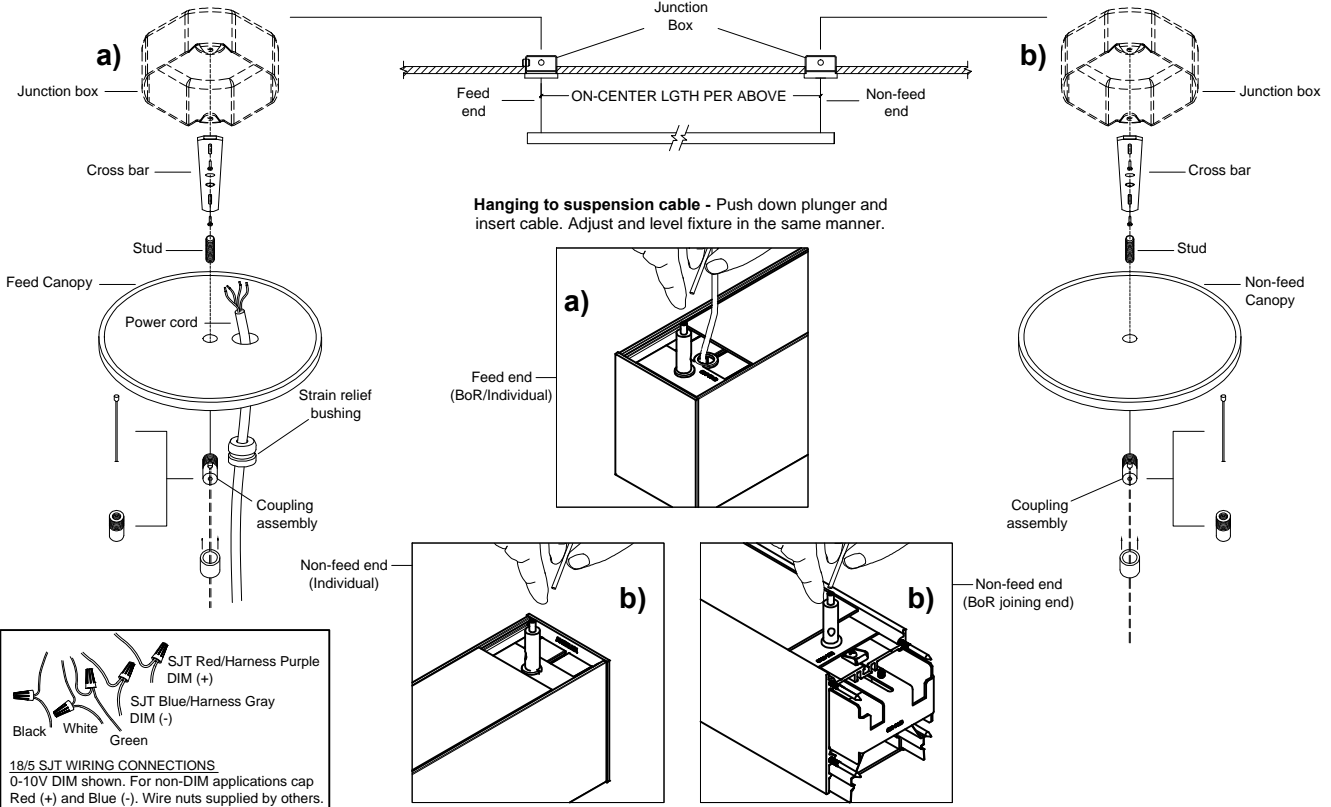 a)
Junction box
Cross bar
Stud
Feed Canopy
Power cord
Strain relief
bushing
Coupling
assembly
Junction
Box
Feed
end
ON-CENTER LGTH PER ABOVE
Non-feed
end
Hanging to suspension cable - Push down plunger and
insert cable. Adjust and level fixture in the same manner.
a)
Feed end
(BoR/Individual)
Non-feed end
(Individual)
b)
b)
Non-feed end
(BoR joining end)
b)
Junction box
Cross bar
Stud
Non-feed
Canopy
Coupling
assembly
SJT Red/Harness Purple
DIM (+)
SJT Blue/Harness Gray
DIM (-)
Black
White
Green
18/5 SJT WIRING CONNECTIONS
0-10V DIM shown. For non-DIM applications cap
Red (+) and Blue (-). Wire nuts supplied by others.